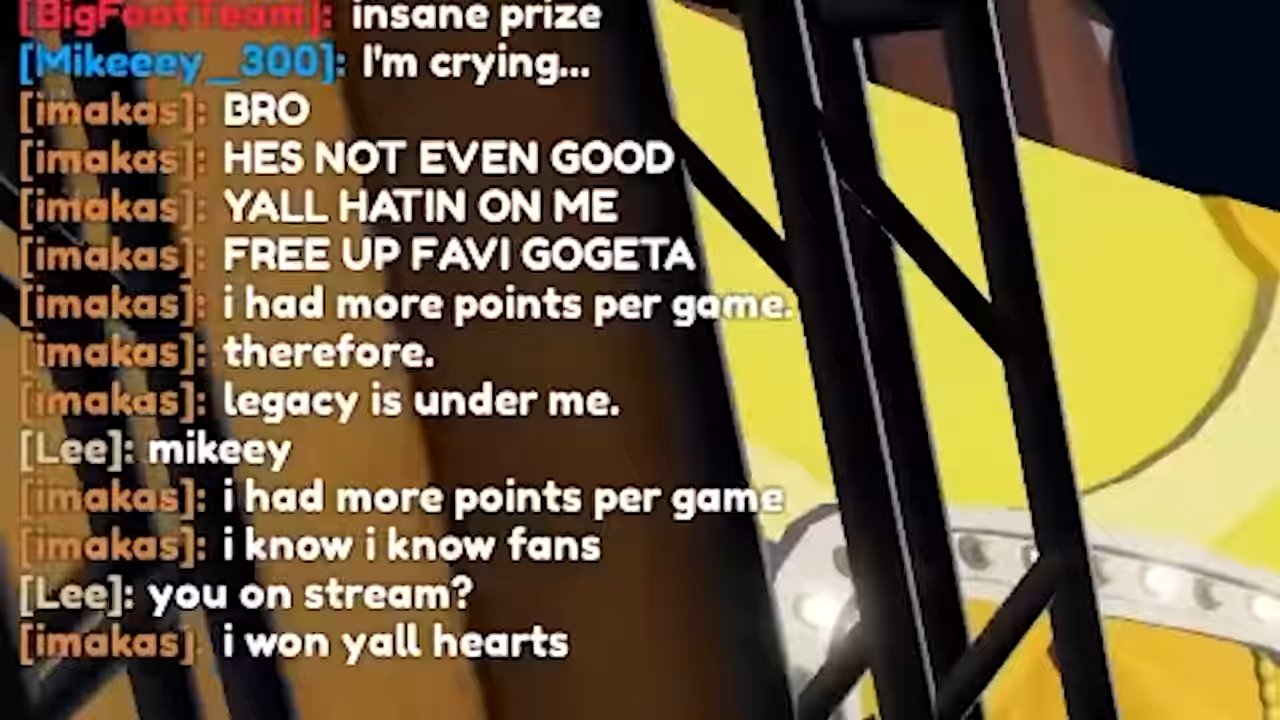 [BigFootTeam]: insane prize
[Mikeeey_300]: I'm crying...
[imakas]: BRO
[imakas]: HES NOT EVEN GOOD
[imakas]: YALL HATIN ON ME
[imakas]: FREE UP FAVI GOGETA
[imakas]: i had more points per game.
[imakas]: therefore.
[imakas]: legacy is under me.
[Lee]: mikeey
[imakas]: i had more points per game
[imakas]: i know i know fans
[Lee]: you on stream?
[imakas]: i won yall hearts